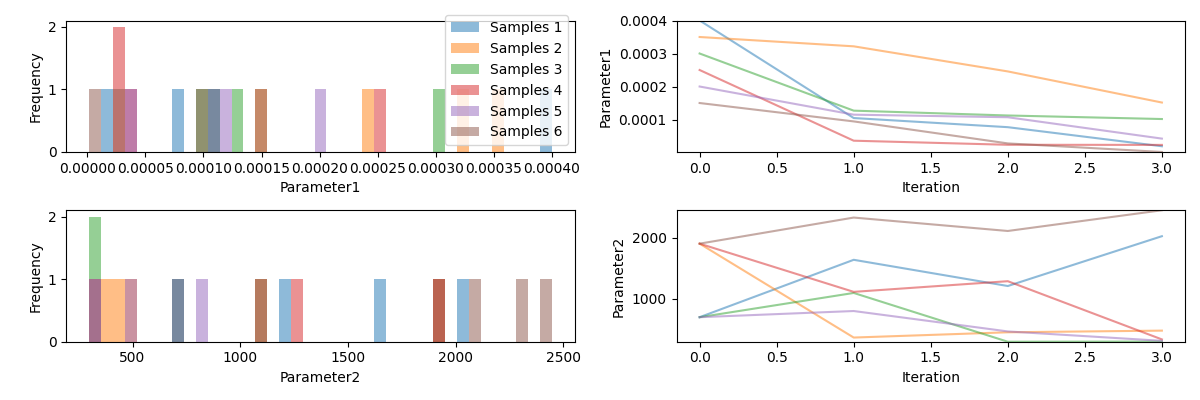 Frequency
2
1
0
0.00000 0.00005 0.00010 0.00015 0.00020 0.00025 0.00030 0.00035 0.00040
Parameter1
Samples 1
Samples 2
Samples 3
Samples 4
Samples 5
Samples 6
Parameter1
0.0004
0.0003
0.0002
0.0001
0.0 0.5 1.0 1.5 2.0 2.5 3.0
Iteration
Frequency
2
1
0
500 1000 1500 2000 2500
Parameter2
Parameter2
2000
1000
0.0 0.5 1.0 1.5 2.0 2.5 3.0
Iteration